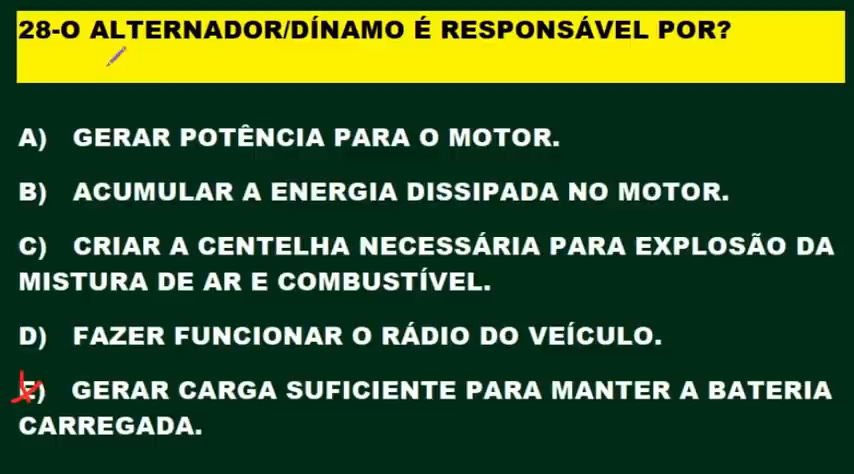 28-O ALTERNADOR/DÍNAMO É RESPONSÁVEL POR?
A) GERAR POTÊNCIA PARA O MOTOR.
B) ACUMULAR A ENERGIA DISSIPADA NO MOTOR.
C) CRIAR A CENTELHA NECESSÁRIA PARA EXPLOSÃO DA
MISTURA DE AR E COMBUSTÍVEL.
D) FAZER FUNCIONAR O RÁDIO DO VEÍCULO.
E) GERAR CARGA SUFICIENTE PARA MANTER A BATERIA
CARREGADA.